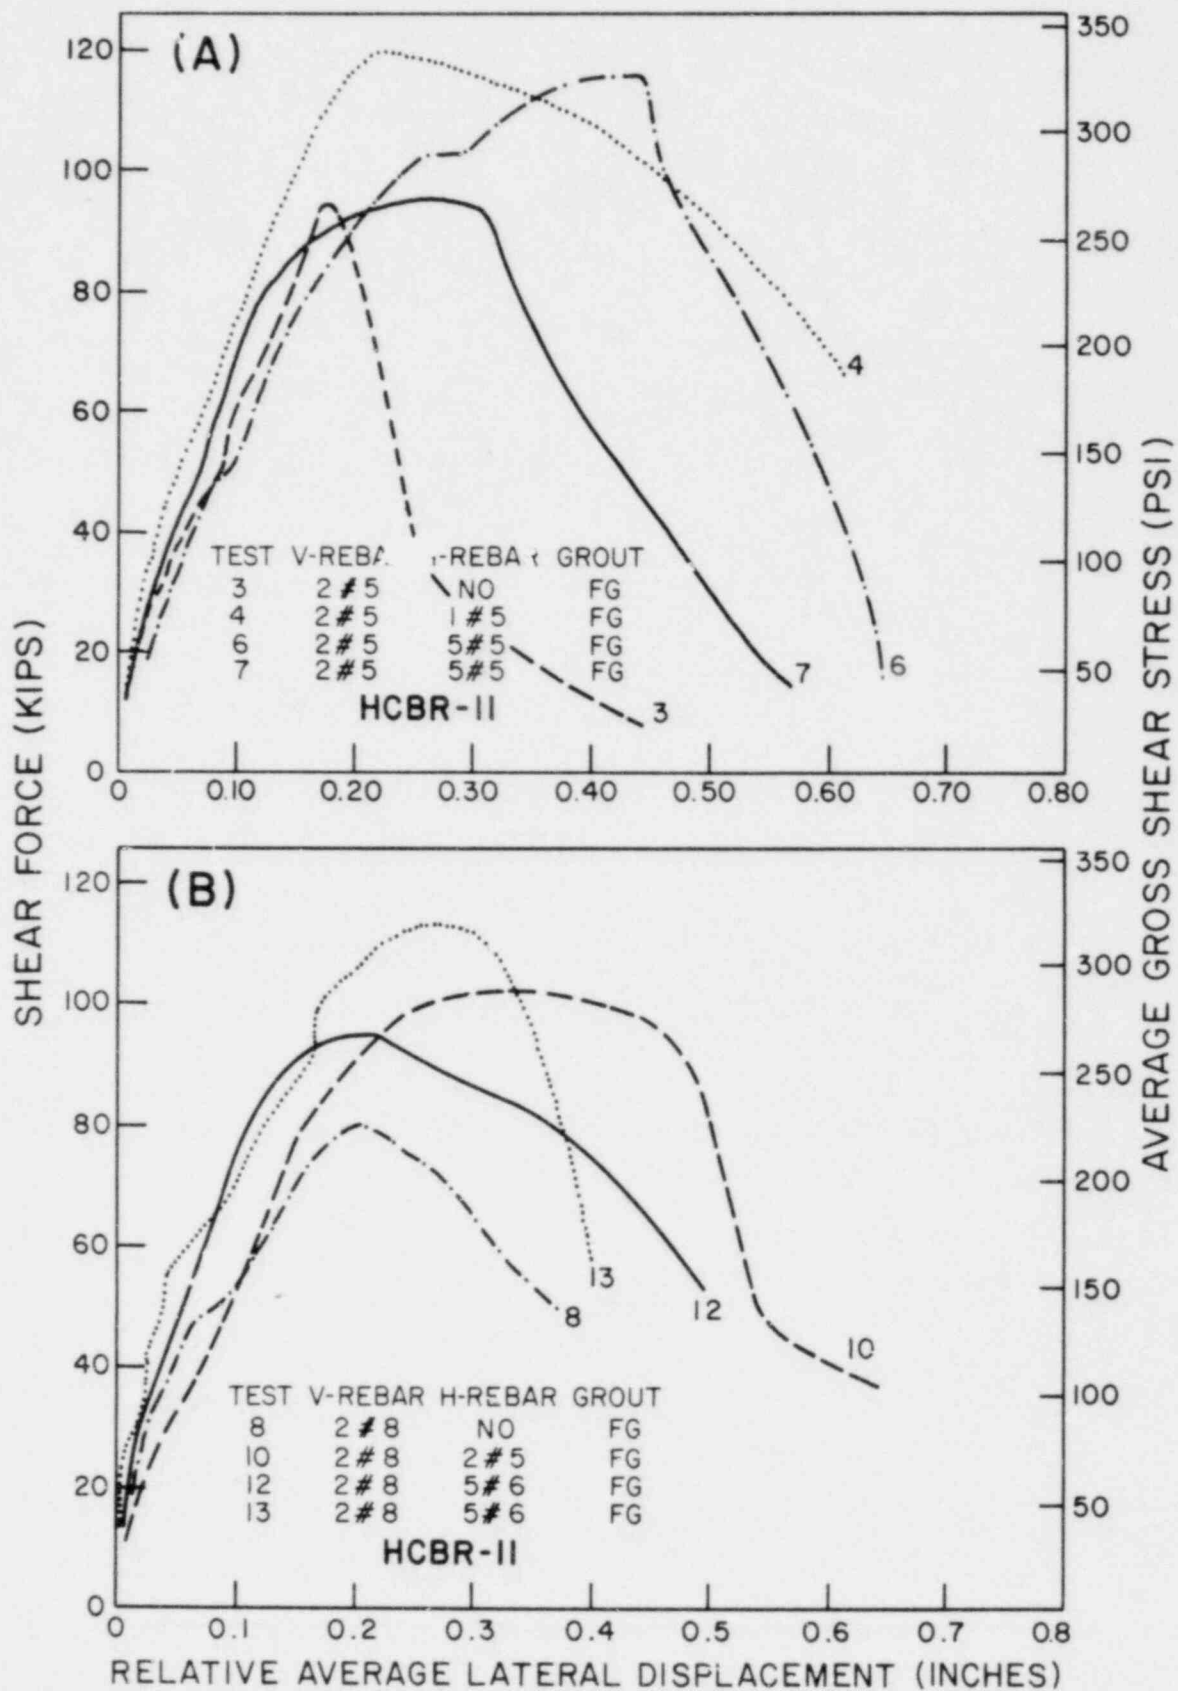 (A)
120
100
80
60
40
20
0
350
300
250
200
150
100
50
4
7
6
3
TEST V-REBA -REBA GROUT
3 2#5 NO FG
4 2#5 1#5 FG
6 2#5 5#5 FG
7 2#5 5#5 FG
HCBR-11
0 0.10 0.20 0.30 0.40 0.50 0.60 0.70 0.80
SHEAR FORCE (KIPS)
AVERAGE GROSS SHEAR STRESS (PSI)
(B)
120
100
80
60
40
20
0
350
300
250
200
150
100
50
13
8
12
10
TEST V-REBAR H-REBAR GROUT
8 2#8 NO FG
10 2#8 2#5 FG
12 2#8 5#6 FG
13 2#8 5#6 FG
HCBR-11
0 0.1 0.2 0.3 0.4 0.5 0.6 0.7 0.8
RELATIVE AVERAGE LATERAL DISPLACEMENT (INCHES)